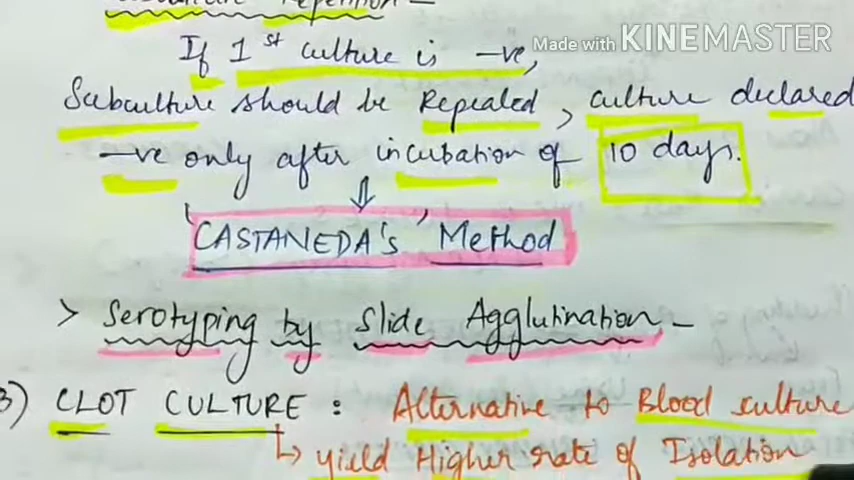 If 1st culture is -ve,
Made with KINEMASTER
Subculture should be Repeated, culture declared
-ve only after incubation of 10 days.
CASTANEDA's Method
> Serotyping by Slide Agglutination -
3) CLOT CULTURE : Alternative to Blood culture
↳ yield Higher rate of Isolation